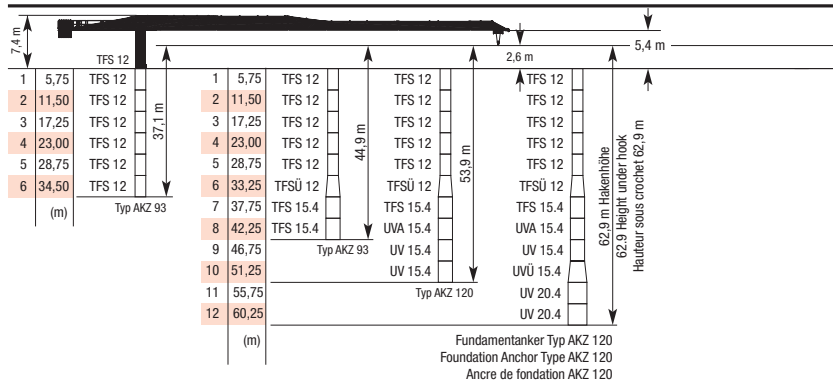 7,4 m
TFS 12
2,6 m
5,4 m
1 5,75 TFS 12
2 11,50 TFS 12
3 17,25 TFS 12
4 23,00 TFS 12
5 28,75 TFS 12
6 34,50 TFS 12
(m)
37,1 m
Typ AKZ 93
1 5,75 TFS 12 TFS 12 TFS 12
2 11,50 TFS 12 TFS 12 TFS 12
3 17,25 TFS 12 TFS 12 TFS 12
4 23,00 TFS 12 TFS 12 TFS 12
5 28,75 TFS 12 TFS 12 TFS 12
6 33,25 TFSÜ 12 TFSÜ 12 TFSÜ 12
7 37,75 TFS 15.4 TFS 15.4 TFS 15.4
8 42,25 TFS 15.4 UVA 15.4 UVA 15.4
9 46,75 UV 15.4 UV 15.4
10 51,25 UV 15.4 UVÜ 15.4
11 55,75 UV 20.4
12 60,25 UV 20.4
(m)
44,9 m
Typ AKZ 93
53,9 m
Typ AKZ 120
62,9 m Hakenhöhe
62.9 Height under hook
Hauteur sous crochet 62,9 m
Fundamentanker Typ AKZ 120
Foundation Anchor Type AKZ 120
Ancre de fondation AKZ 120